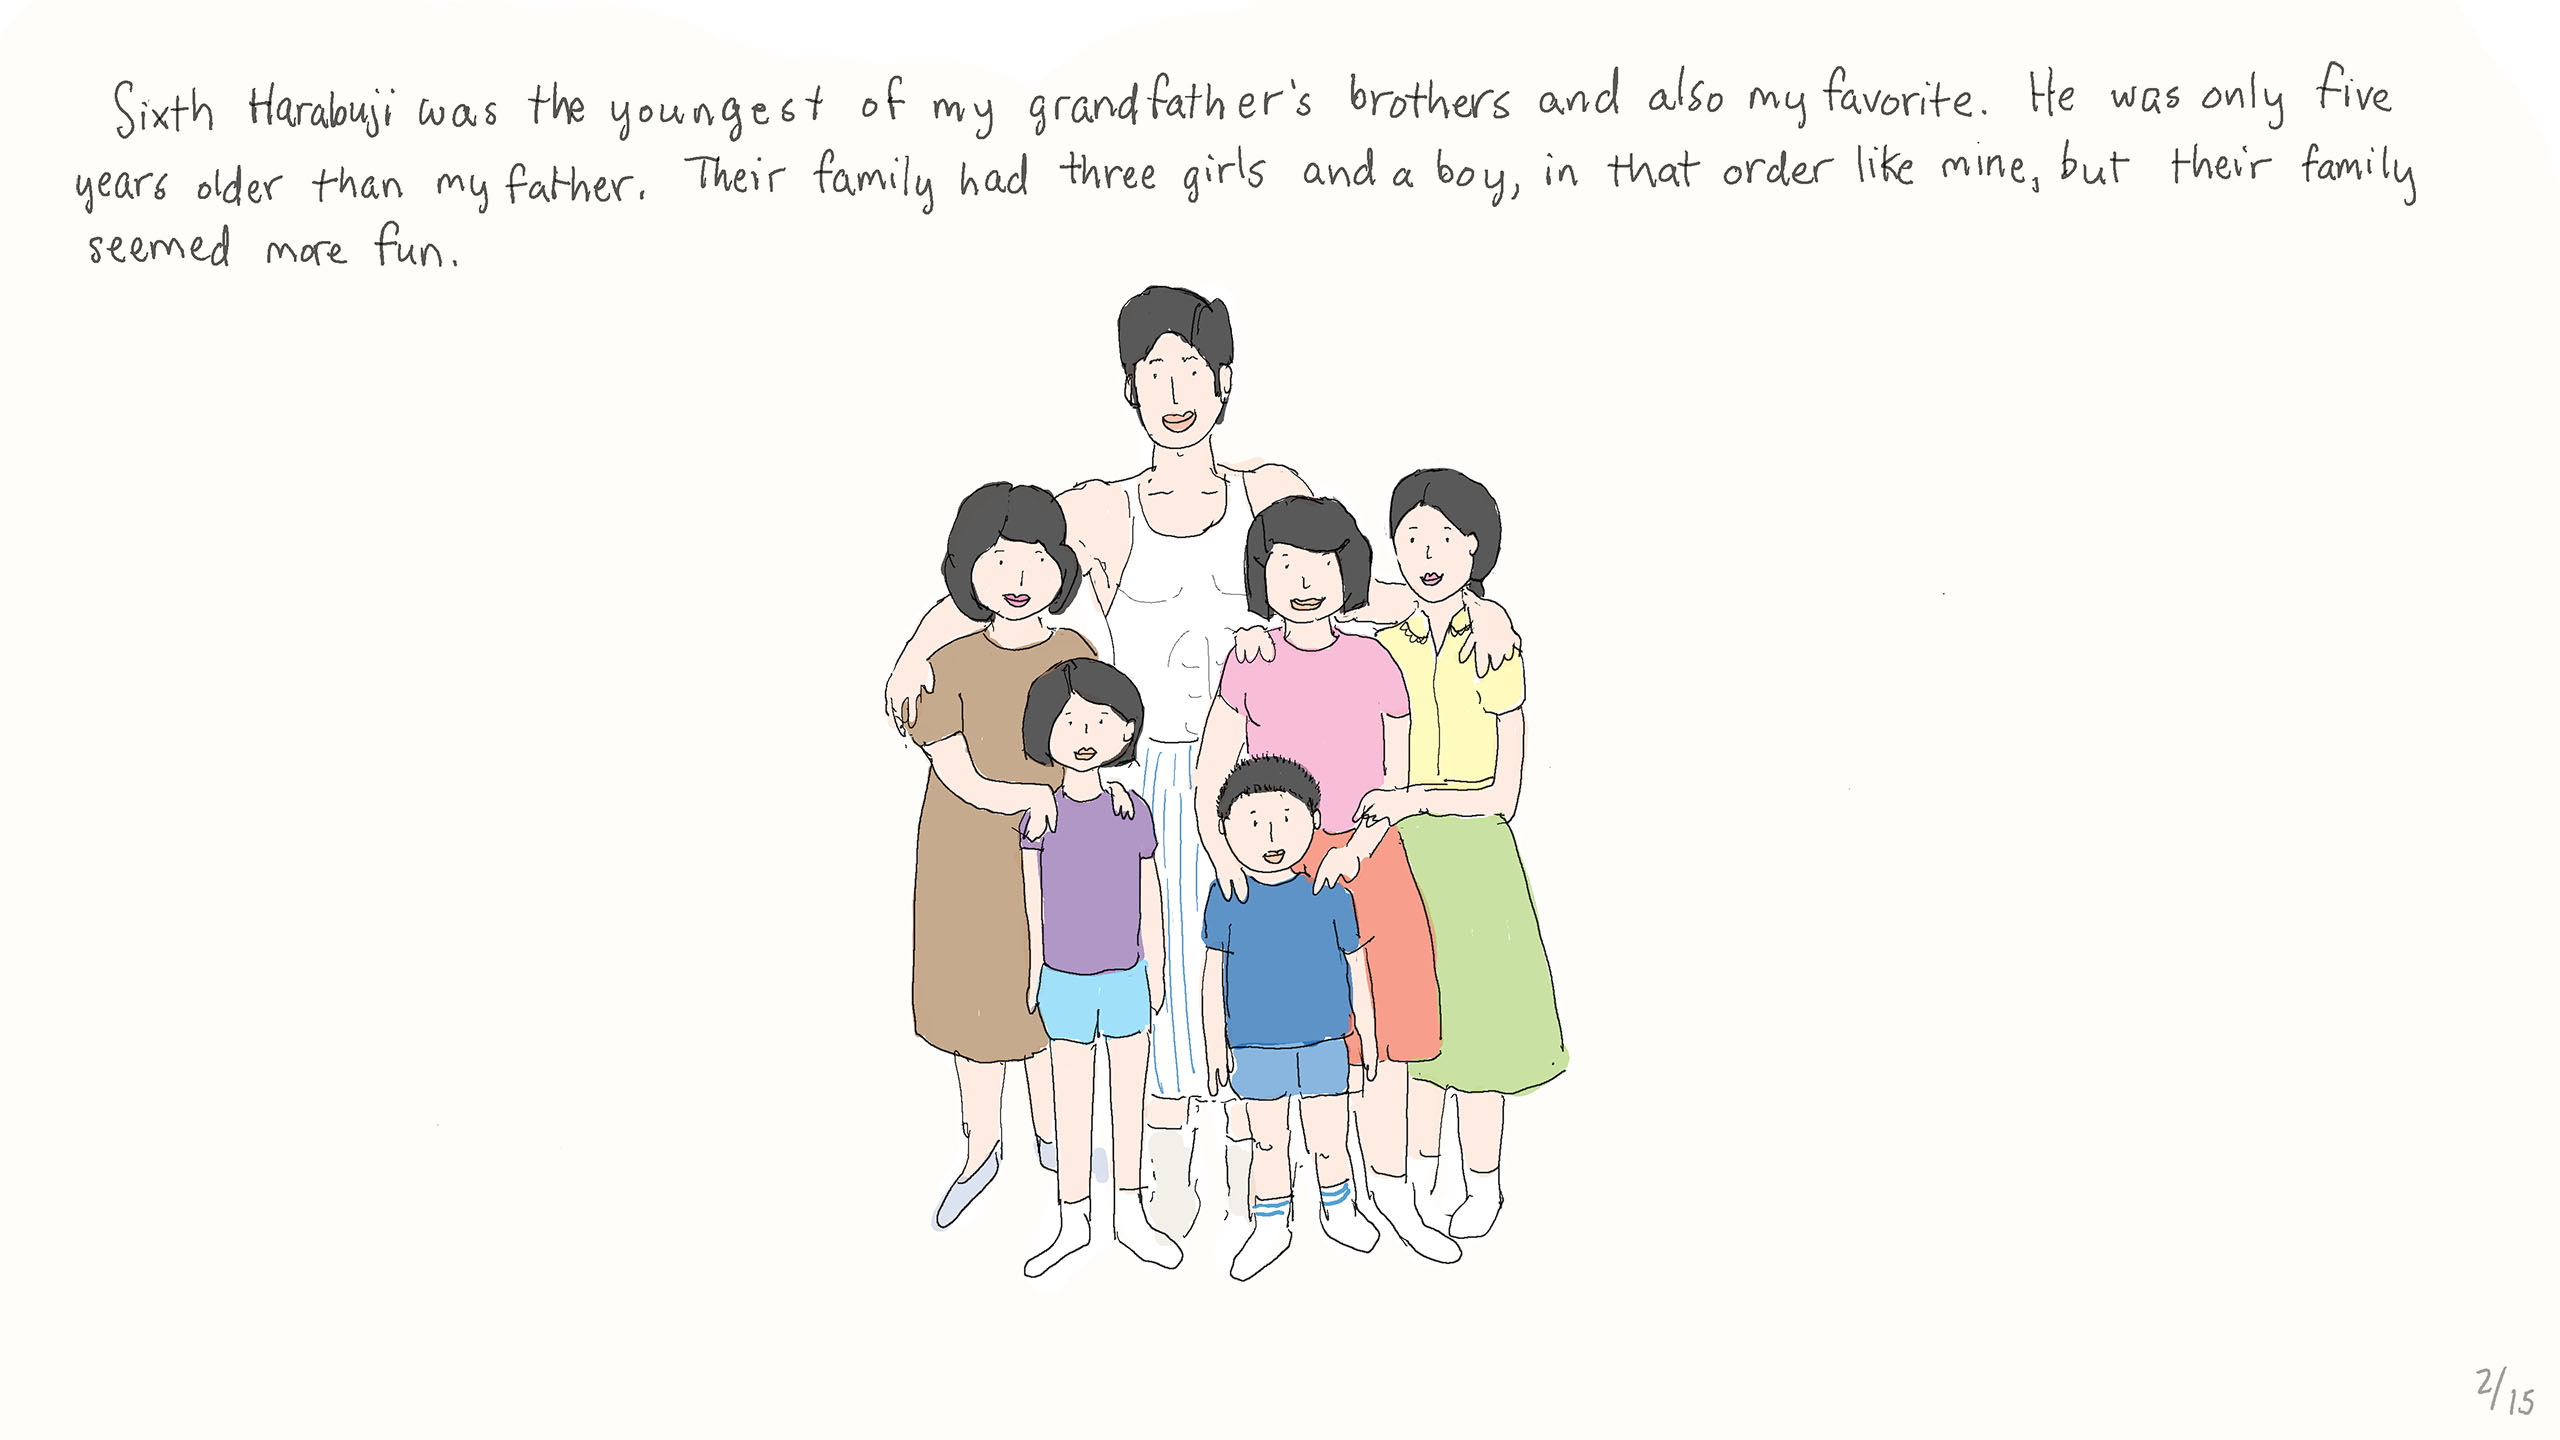 Sixth Harabuji was the youngest of my grandfather's brothers and also my favorite. He was only five
years older than my father. Their family had three girls and a boy, in that order like mine, but their family
seemed more fun.
2/15